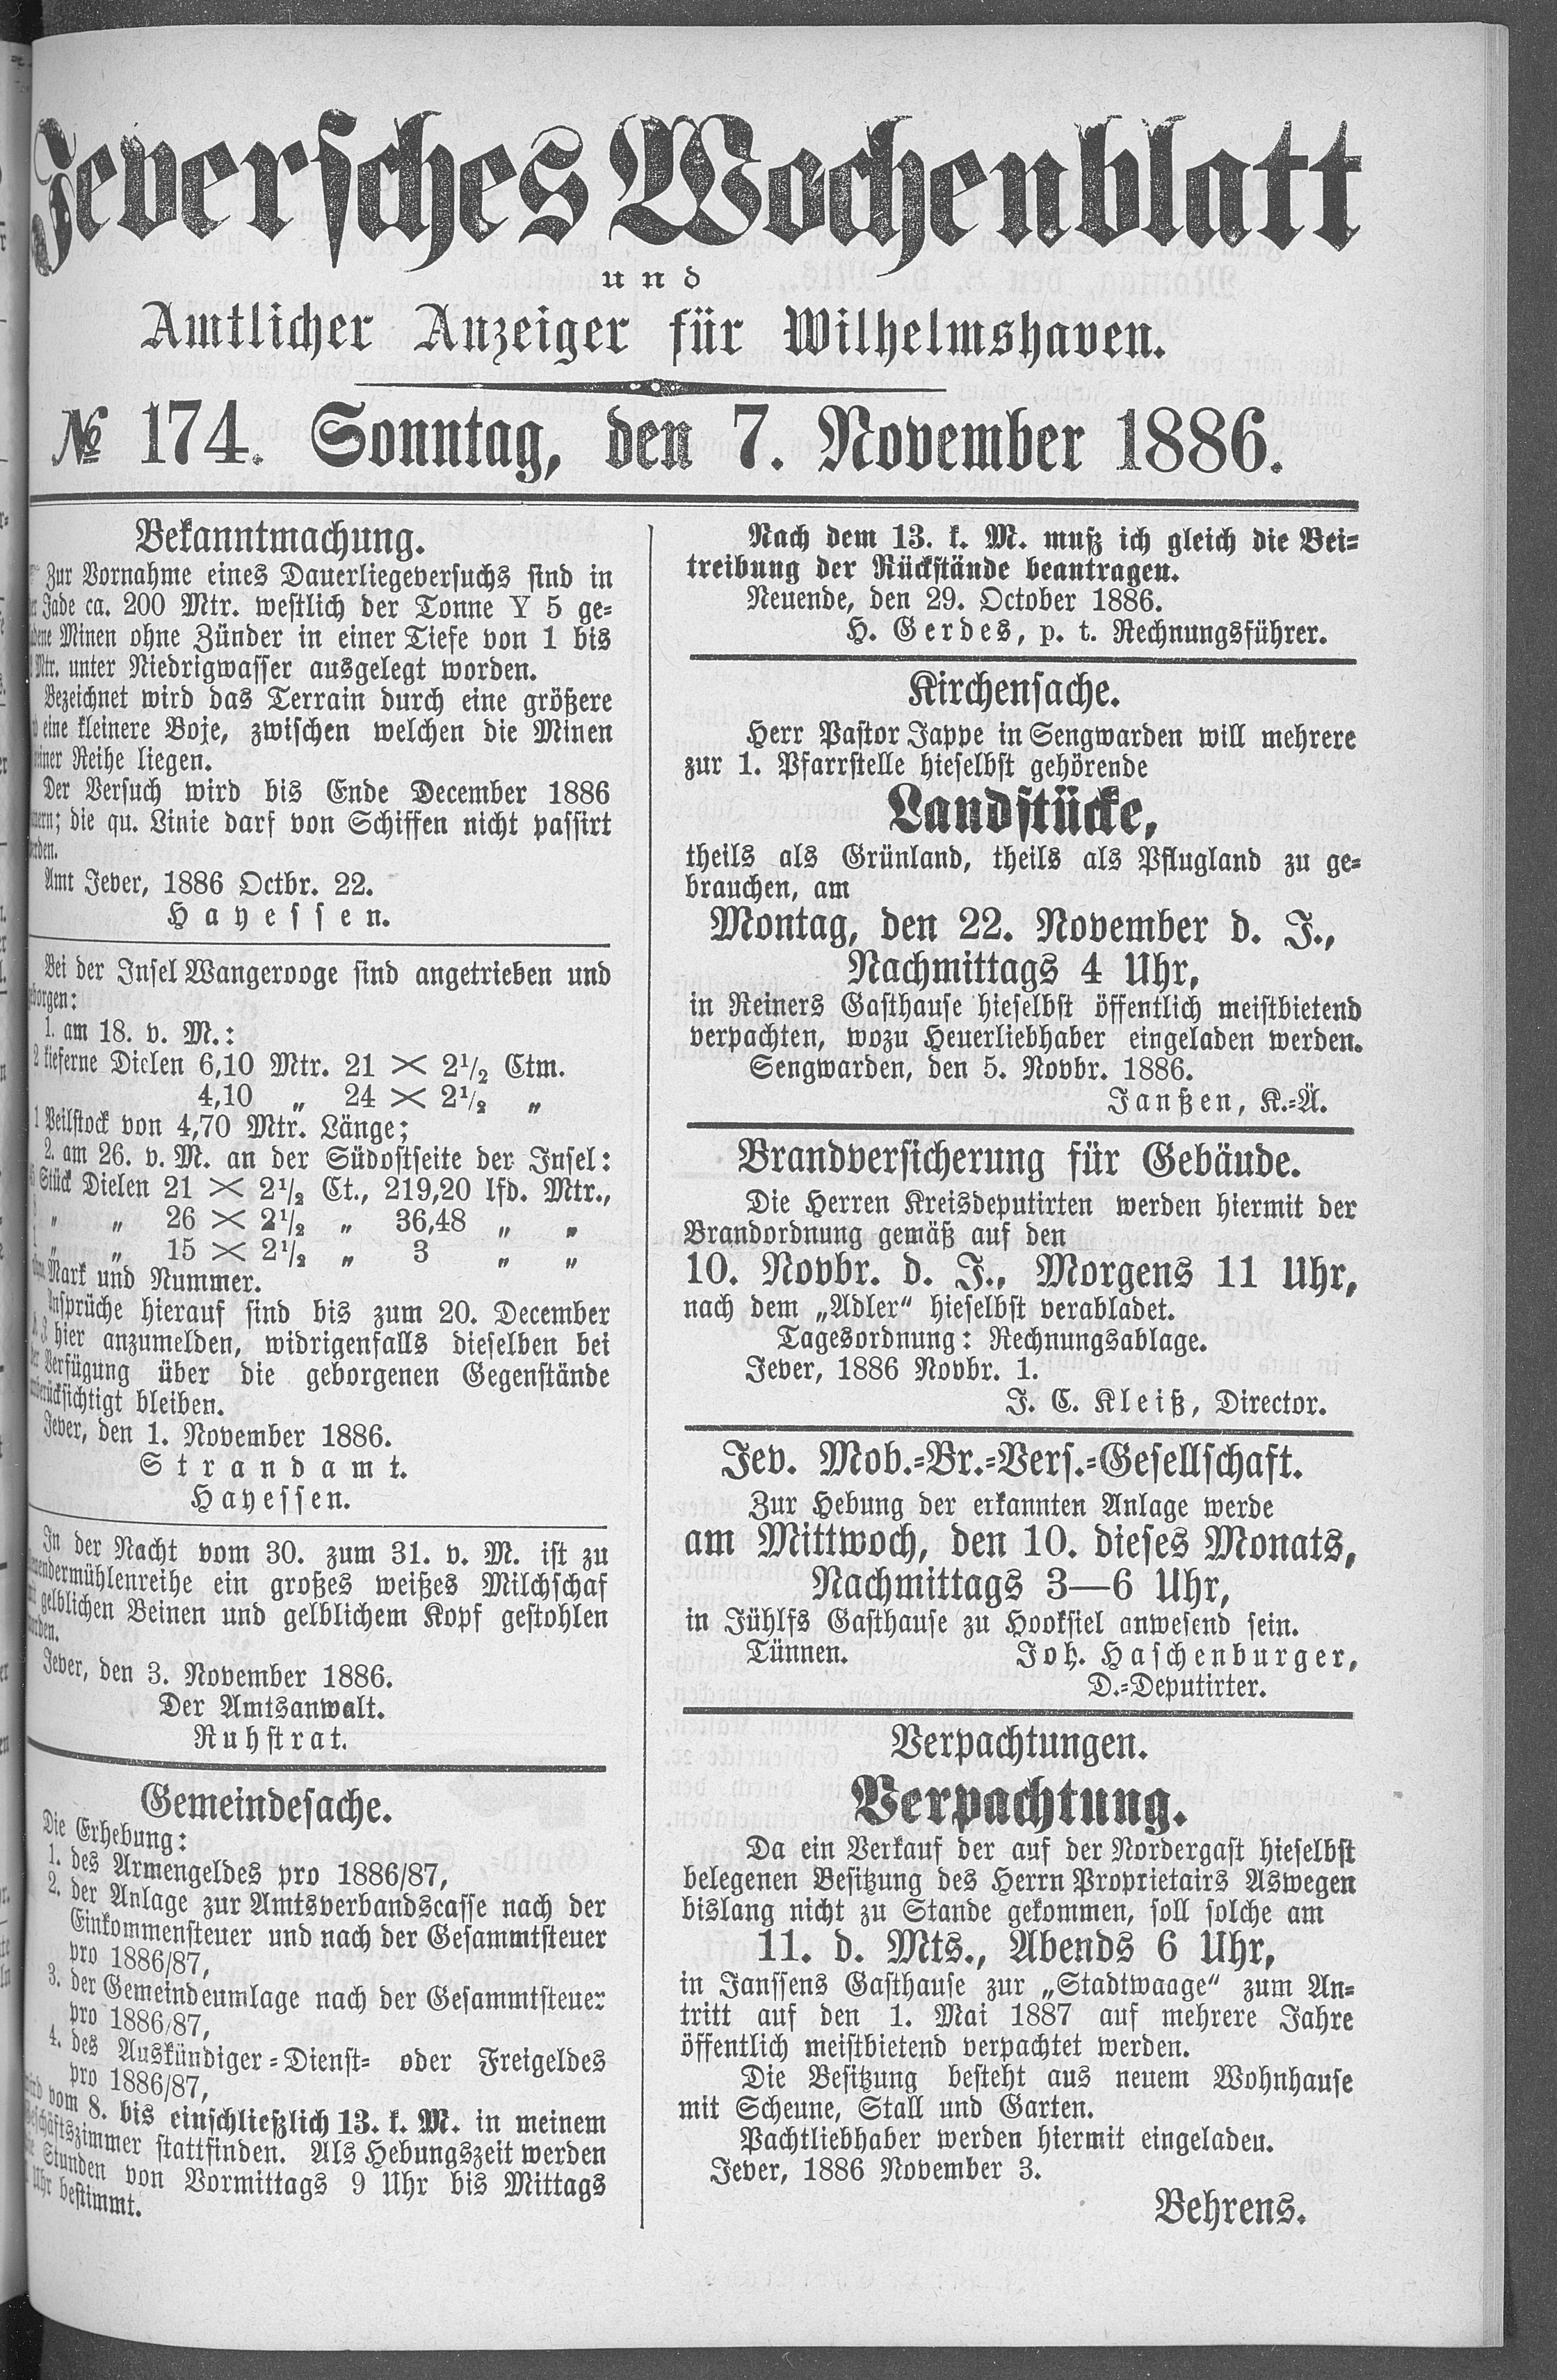 Jeversches Wochenblatt
und
Amtlicher Anzeiger für Wilhelmshaven.
№ 174. Sonntag, den 7. November 1886.
Bekanntmachung.
Zur Vornahme eines Dauerliegeversuchs sind in
Jade ca. 200 Mtr. westlich der Tonne Y 5 ge=
Minen ohne Zünder in einer Tiefe von 1 bis
Mtr. unter Niedrigwasser ausgelegt worden.
Bezeichnet wird das Terrain durch eine größere
eine kleinere Boje, zwischen welchen die Minen
einer Reihe liegen.
Der Versuch wird bis Ende December 1886
die qu. Linie darf von Schiffen nicht passirt
Amt Jever, 1886 Octbr. 22.
Hayessen.
Bei der Insel Wangerooge sind angetrieben und
geborgen:
1. am 18. v. M.:
2 kieferne Dielen 6,10 Mtr. 21 × 2½ Ctm.
4,10 „ 24 × 2½ „
1 Peilstock von 4,70 Mtr. Länge;
2. am 26. v. M. an der Südostseite der Insel:
Stück Dielen 21 × 2½ Ct., 219,20 lfd. Mtr.,
„ „ 26 × 2½ „ 36,48 „ „
„ „ 15 × 2½ „ 3 „ „
Mark und Nummer.
Ansprüche hierauf sind bis zum 20. December
hier anzumelden, widrigenfalls dieselben bei
der Verfügung über die geborgenen Gegenstände
unberücksichtigt bleiben.
Jever, den 1. November 1886.
Strandamt.
Hayessen.
In der Nacht vom 30. zum 31. v. M. ist zu
ein großes weißes Milchschaf
gelblichen Beinen und gelblichem Kopf gestohlen
Jever, den 3. November 1886.
Der Amtsanwalt.
Ruhstrat.
Gemeindesache.
Die Erhebung:
1. des Armengeldes pro 1886/87,
2. der Anlage zur Amtsverbandscasse nach der
Einkommensteuer und nach der Gesammtsteuer
pro 1886/87,
3. der Gemeindeumlage nach der Gesammtsteuer
pro 1886/87,
4. des Auskündiger=Dienst= oder Freigeldes
pro 1886/87,
wird vom 8. bis einschließlich 13. k. M. in meinem
Geschäftszimmer stattfinden. Als Hebungszeit werden
die Stunden von Vormittags 9 Uhr bis Mittags
Uhr bestimmt.
Nach dem 13. k. M. muß ich gleich die Bei=
treibung der Rückstände beantragen.
Neuende, den 29. October 1886.
H. Gerdes, p. t. Rechnungsführer.
Kirchensache.
Herr Pastor Jappe in Sengwarden will mehrere
zur 1. Pfarrstelle hieselbst gehörende
Landstücke,
theils als Grünland, theils als Pflugland zu ge=
brauchen, am
Montag, den 22. November d. J.,
Nachmittags 4 Uhr,
in Reiners Gasthause hieselbst öffentlich meistbietend
verpachten, wozu Heuerliebhaber eingeladen werden.
Sengwarden, den 5. Novbr. 1886.
Janßen, K.=Ä.
Brandversicherung für Gebäude.
Die Herren Kreisdeputirten werden hiermit der
Brandordnung gemäß auf den
10. Novbr. d. J., Morgens 11 Uhr,
nach dem „Adler“ hieselbst verabladet.
Tagesordnung: Rechnungsablage.
Jever, 1886 Novbr. 1.
J. C. Kleiß, Director.
Jev. Mob.=Br.=Vers.=Gesellschaft.
Zur Hebung der erkannten Anlage werde
am Mittwoch, den 10. dieses Monats,
Nachmittags 3—6 Uhr,
in Jühlfs Gasthause zu Hooksiel anwesend sein.
Tünnen. Joh. Haschenburger,
D.=Deputirter.
Verpachtungen.
Verpachtung.
Da ein Verkauf der auf der Nordergast hieselbst
belegenen Besitzung des Herrn Proprietairs Aswegen
bislang nicht zu Stande gekommen, soll solche am
11. d. Mts., Abends 6 Uhr,
in Janssens Gasthause zur „Stadtwaage“ zum An=
tritt auf den 1. Mai 1887 auf mehrere Jahre
öffentlich meistbietend verpachtet werden.
Die Besitzung besteht aus neuem Wohnhause
mit Scheune, Stall und Garten.
Pachtliebhaber werden hiermit eingeladen.
Jever, 1886 November 3.
Behrens.